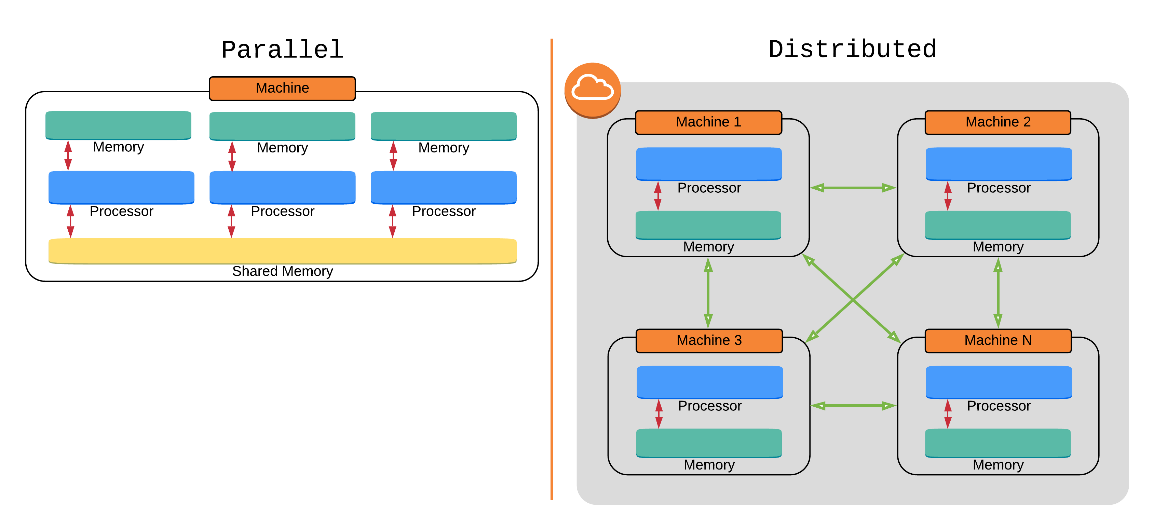 Parallel
Machine
Memory Memory Memory
Processor Processor Processor
Shared Memory
Distributed
Machine 1
Processor
Memory
Machine 2
Processor
Memory
Machine 3
Processor
Memory
Machine N
Processor
Memory